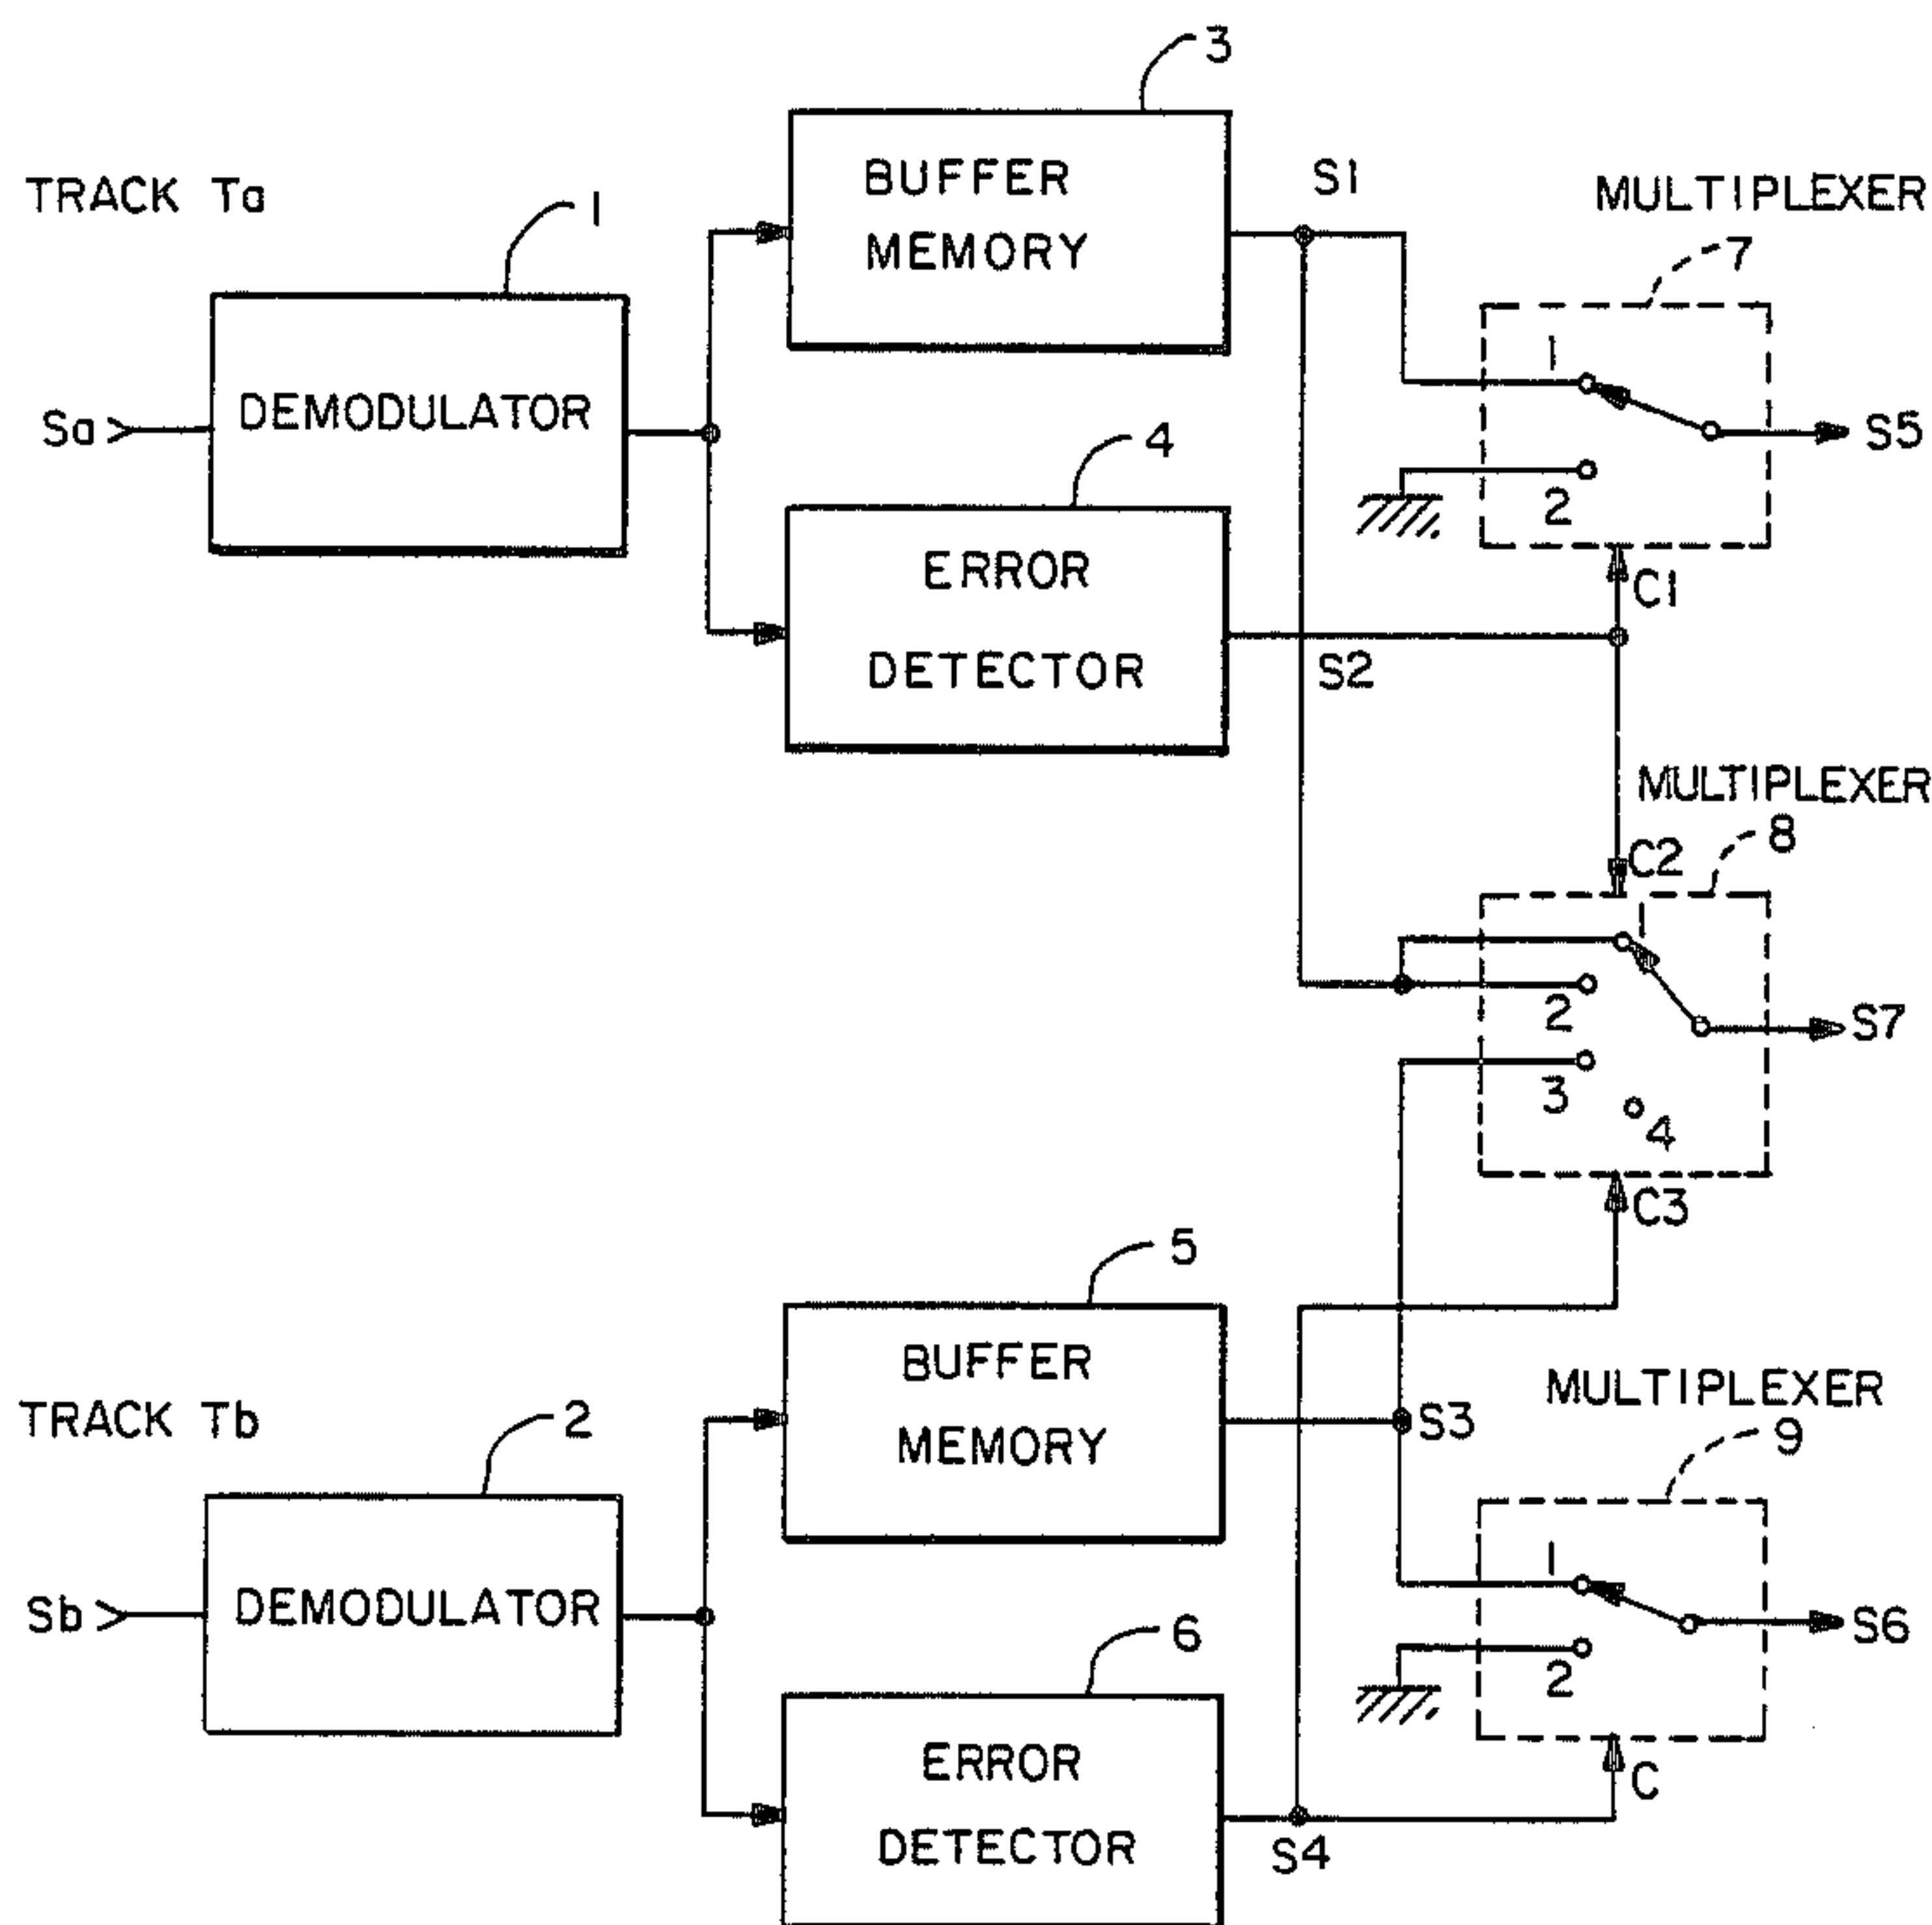 3
TRACK Ta
1
BUFFER
MEMORY
S1
MULTIPLEXER
7
Sa
DEMODULATOR
1
S5
2
4
ERROR
DETECTOR
C1
S2
MULTIPLEXER
8
C2
1
2
S7
3
4
C3
5
BUFFER
MEMORY
TRACK Tb
2
S3
MULTIPLEXER
9
Sb
DEMODULATOR
1
S6
2
6
ERROR
DETECTOR
C
S4